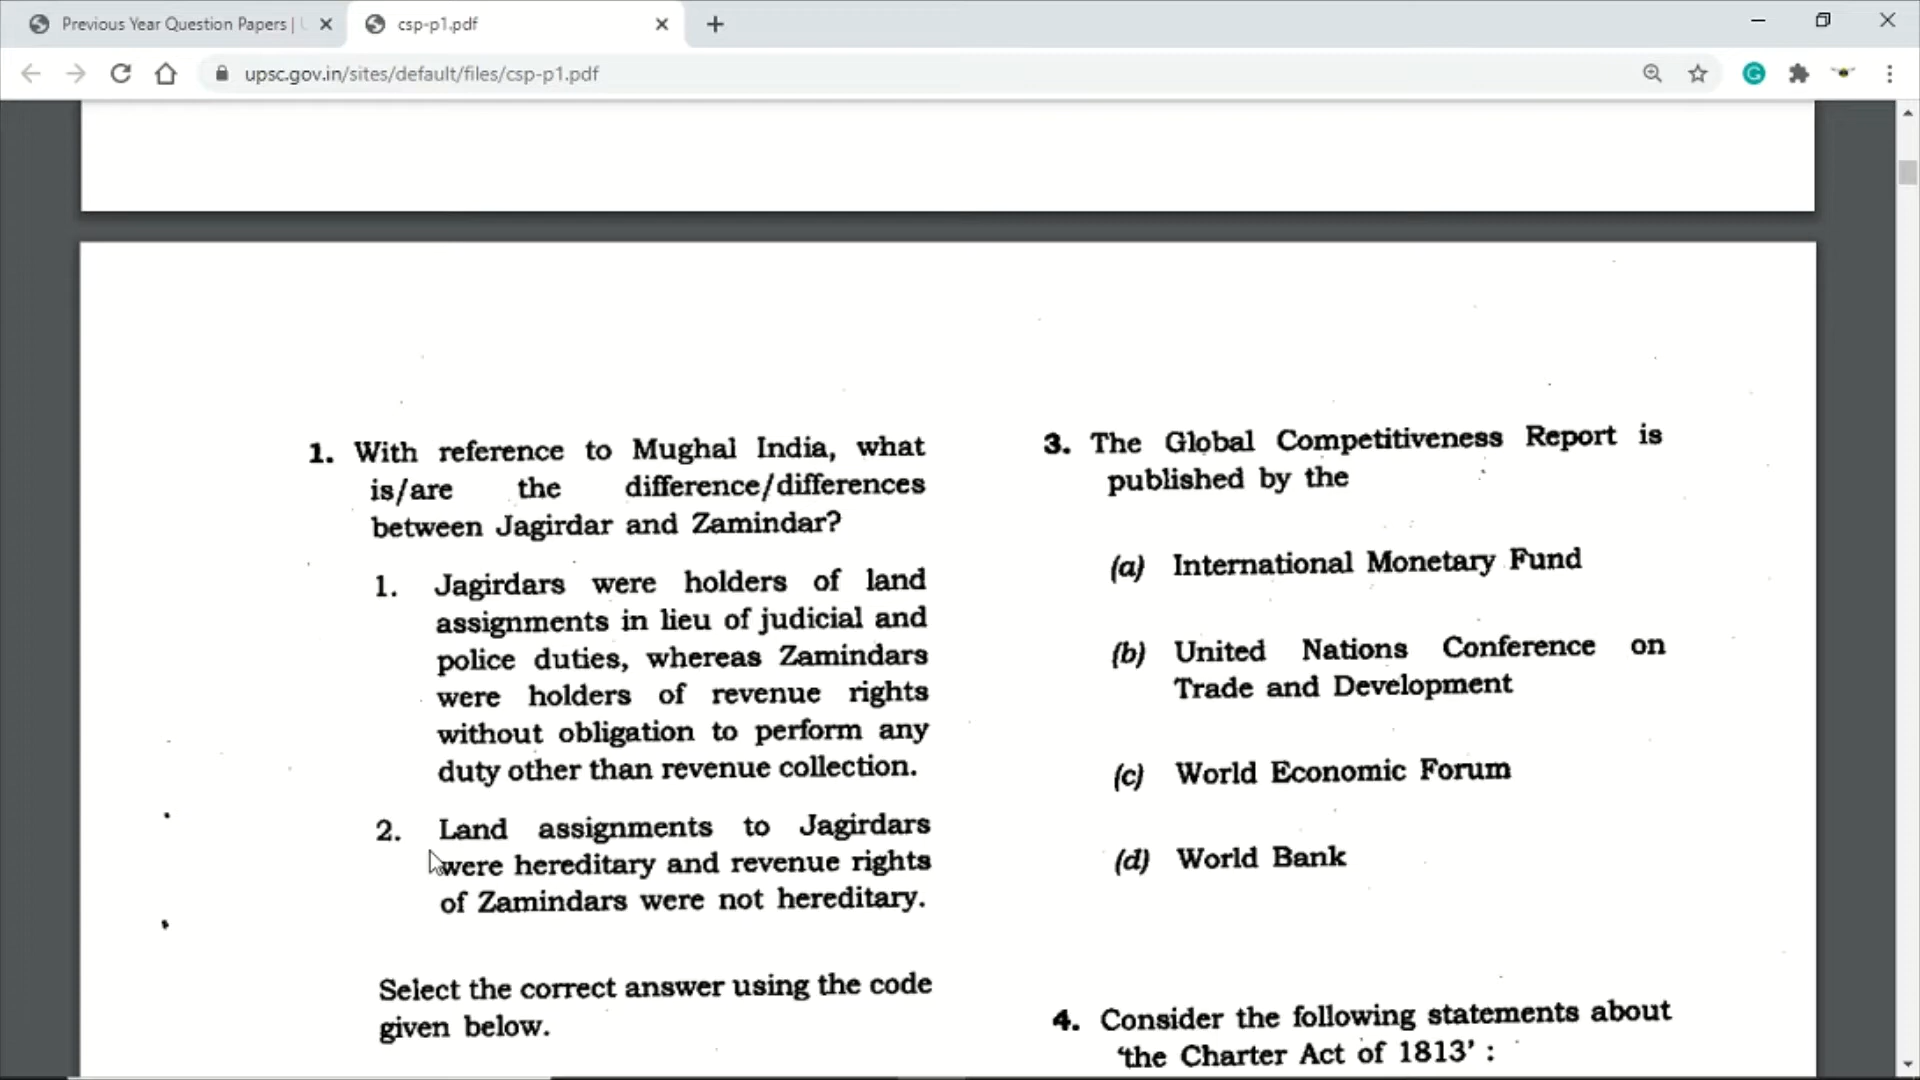 Previous Year Question Papers |
csp-p1.pdf
upsc.gov.in/sites/default/files/csp-p1.pdf
1. With reference to Mughal India, what
is/are the difference/differences
between Jagirdar and Zamindar?
1. Jagirdars were holders of land
assignments in lieu of judicial and
police duties, whereas Zamindars
were holders of revenue rights
without obligation to perform any
duty other than revenue collection.
2. Land assignments to Jagirdars
were hereditary and revenue rights
of Zamindars were not hereditary.
Select the correct answer using the code
given below.
3. The Global Competitiveness Report is
published by the
(a) International Monetary Fund
(b) United Nations Conference on
Trade and Development
(c) World Economic Forum
(d) World Bank
4. Consider the following statements about
‘the Charter Act of 1813’ :